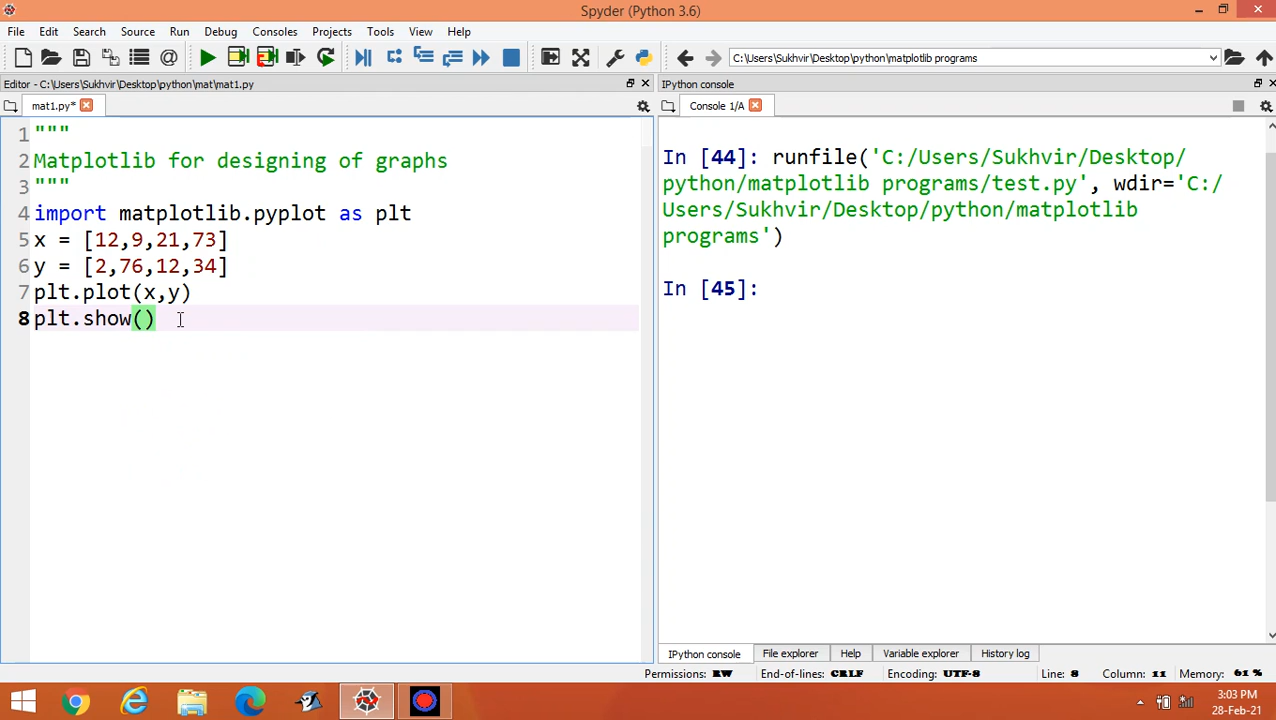 Spyder (Python 3.6)
File Edit Search Source Run Debug Consoles Projects Tools View Help
C:\Users\Sukhvir\Desktop\python\matplotlib programs
Editor - C:\Users\Sukhvir\Desktop\python\mat\mat1.py
IPython console
mat1.py*
Console 1/A
1 """
2 Matplotlib for designing of graphs
3 """
4 import matplotlib.pyplot as plt
5 x = [12,9,21,73]
6 y = [2,76,12,34]
7 plt.plot(x,y)
8 plt.show()
In [44]: runfile('C:/Users/Sukhvir/Desktop/
python/matplotlib programs/test.py', wdir='C:/
Users/Sukhvir/Desktop/python/matplotlib
programs')
In [45]:
IPython console File explorer Help Variable explorer History log
Permissions: RW End-of-lines: CRLF Encoding: UTF-8 Line: 8 Column: 11 Memory: 61 %
3:03 PM
28-Feb-21